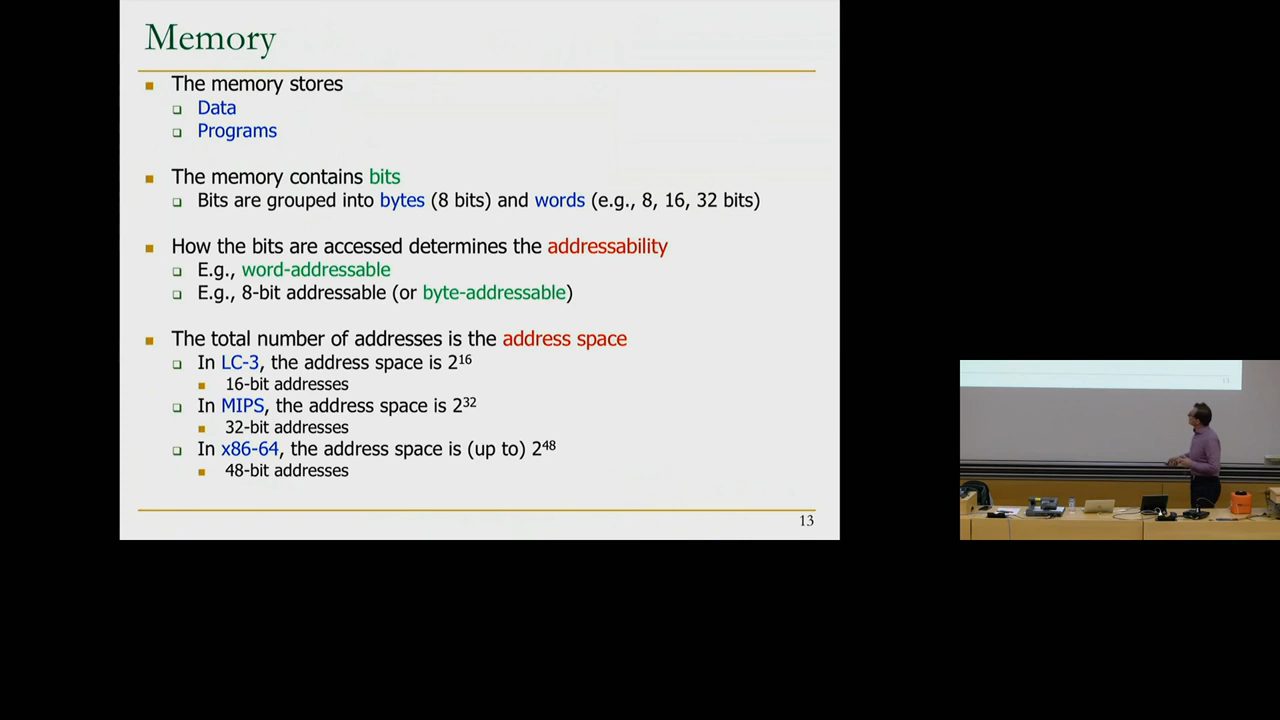 Memory
The memory stores
Data
Programs
The memory contains bits
Bits are grouped into bytes (8 bits) and words (e.g., 8, 16, 32 bits)
How the bits are accessed determines the addressability
E.g., word-addressable
E.g., 8-bit addressable (or byte-addressable)
The total number of addresses is the address space
In LC-3, the address space is 2¹⁶
16-bit addresses
In MIPS, the address space is 2³²
32-bit addresses
In x86-64, the address space is (up to) 2⁴⁸
48-bit addresses
13
13